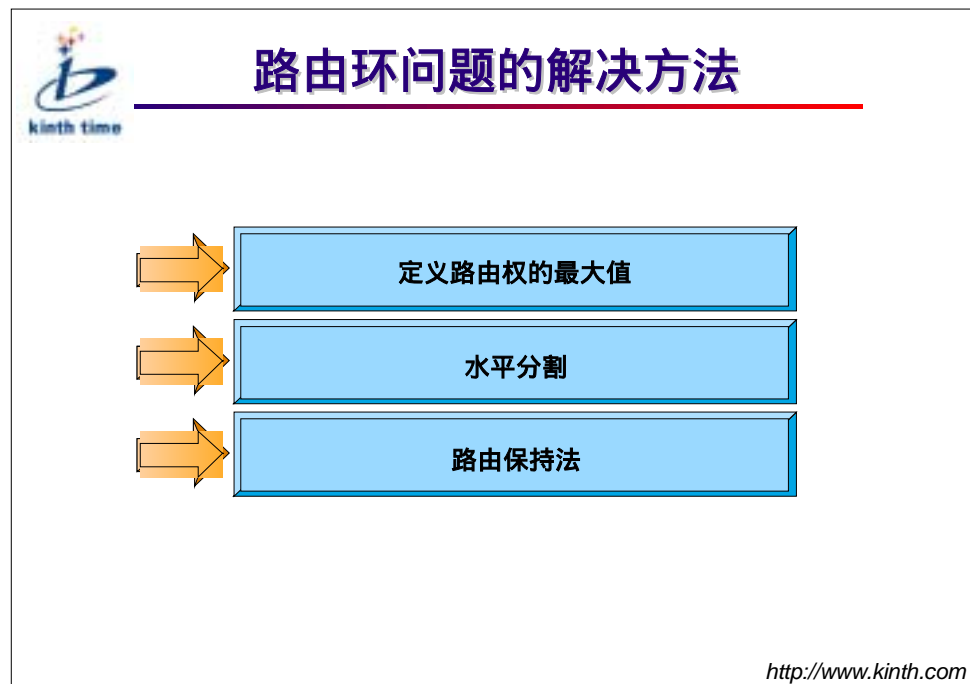 kinth time
路由环问题的解决方法
定义路由权的最大值
水平分割
路由保持法
http://www.kinth.com